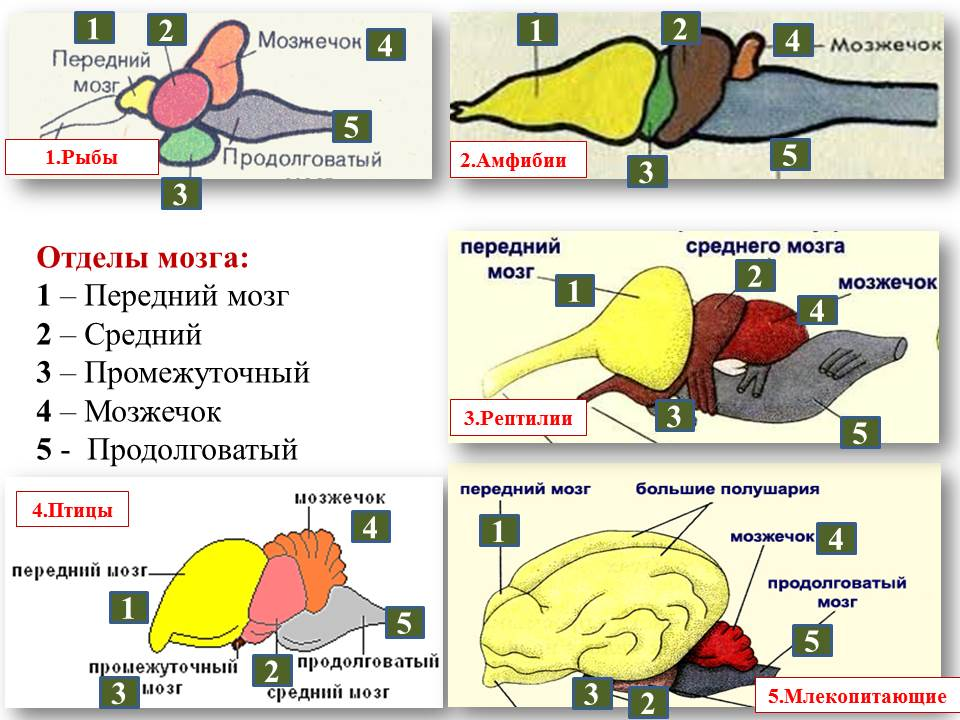 1
2
Мозжечок
4
Передний
мозг
5
1.Рыбы
Продолговатый
3
1
2
4
Мозжечок
2.Амфибии
3
5
Отделы мозга:
1 – Передний мозг
2 – Средний
3 – Промежуточный
4 – Мозжечок
5 - Продолговатый
передний
мозг
среднего мозга
1
2
мозжечок
4
3.Рептилии
3
5
4.Птицы
мозжечок
4
передний мозг
1
5
промежуточный
мозг
3
2
продолговатый
средний мозг
передний мозг
большие полушария
1
мозжечок
4
продолговатый
мозг
5
3
2
5.Млекопитающие